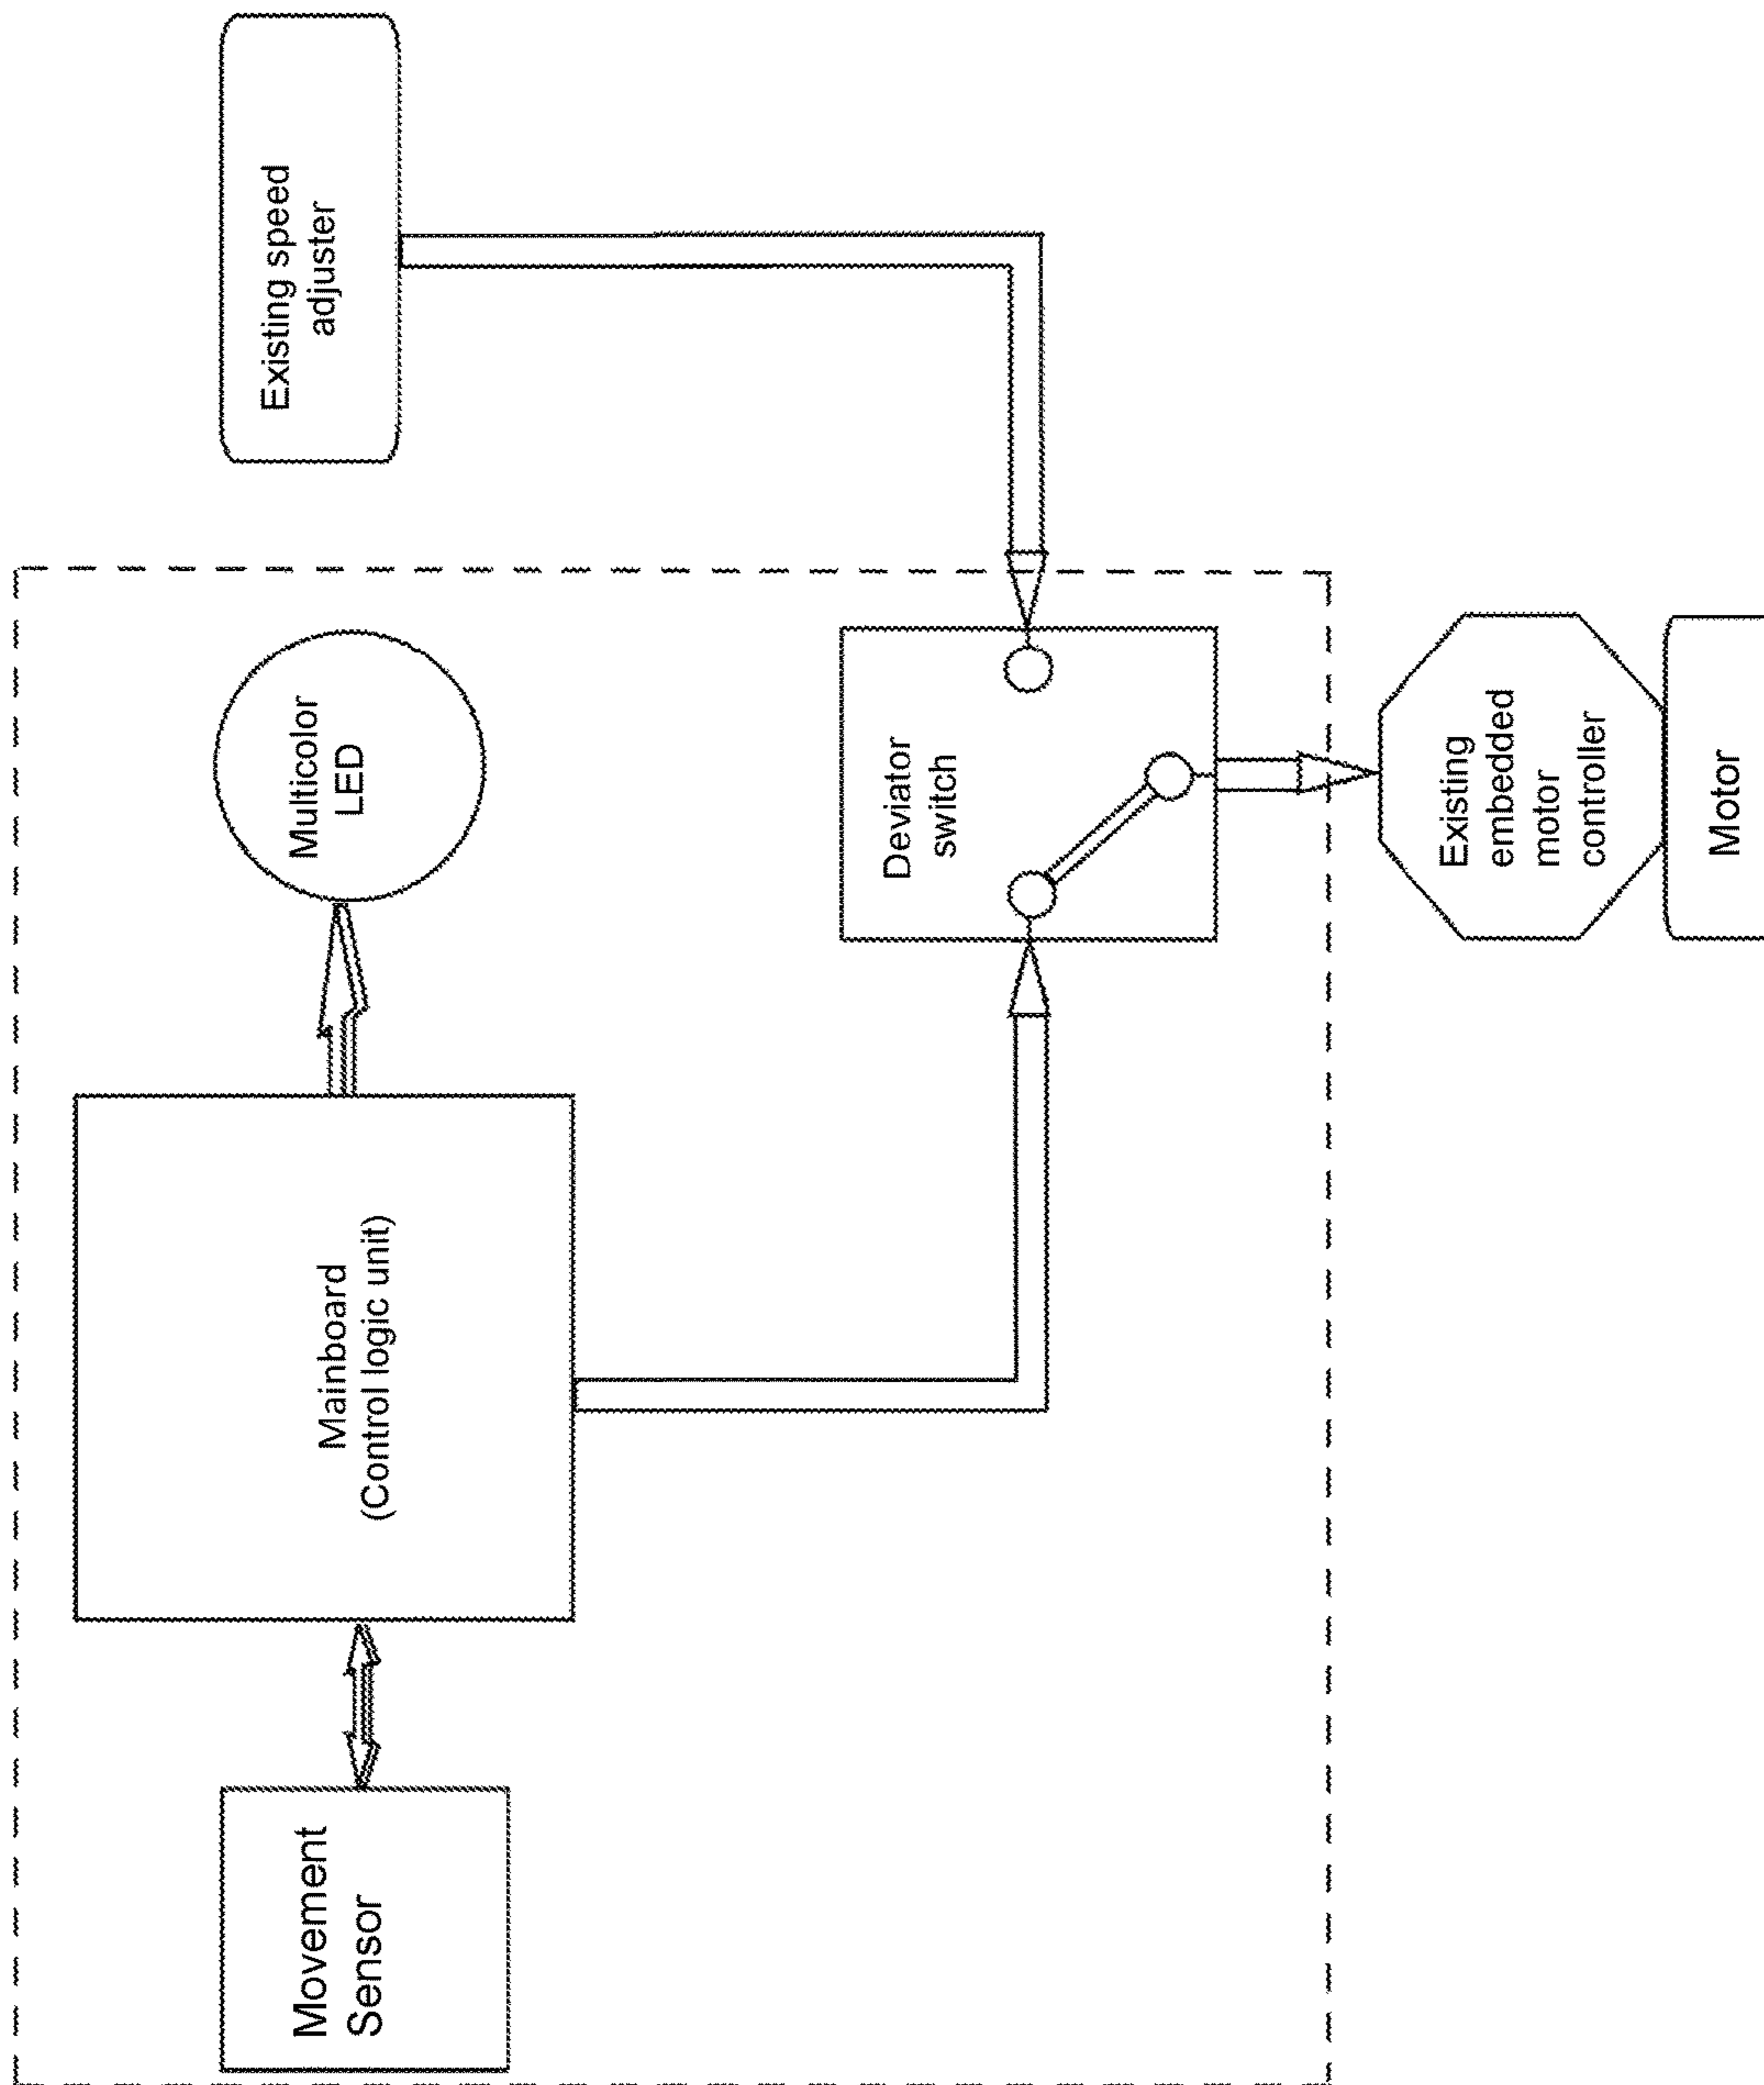 Movement
Sensor
Mainboard
(Control logic unit)
Multicolor
LED
Existing speed
adjuster
Deviator
switch
Existing
embedded
motor
controller
Motor